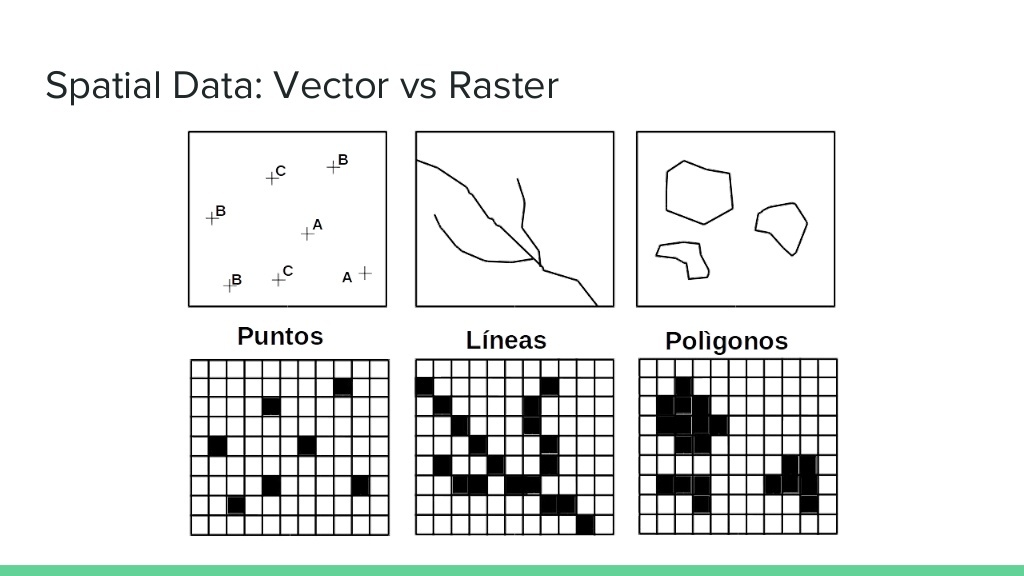 Spatial Data: Vector vs Raster
B
C
B
A
C
B
A
Puntos
Líneas
Polìgonos